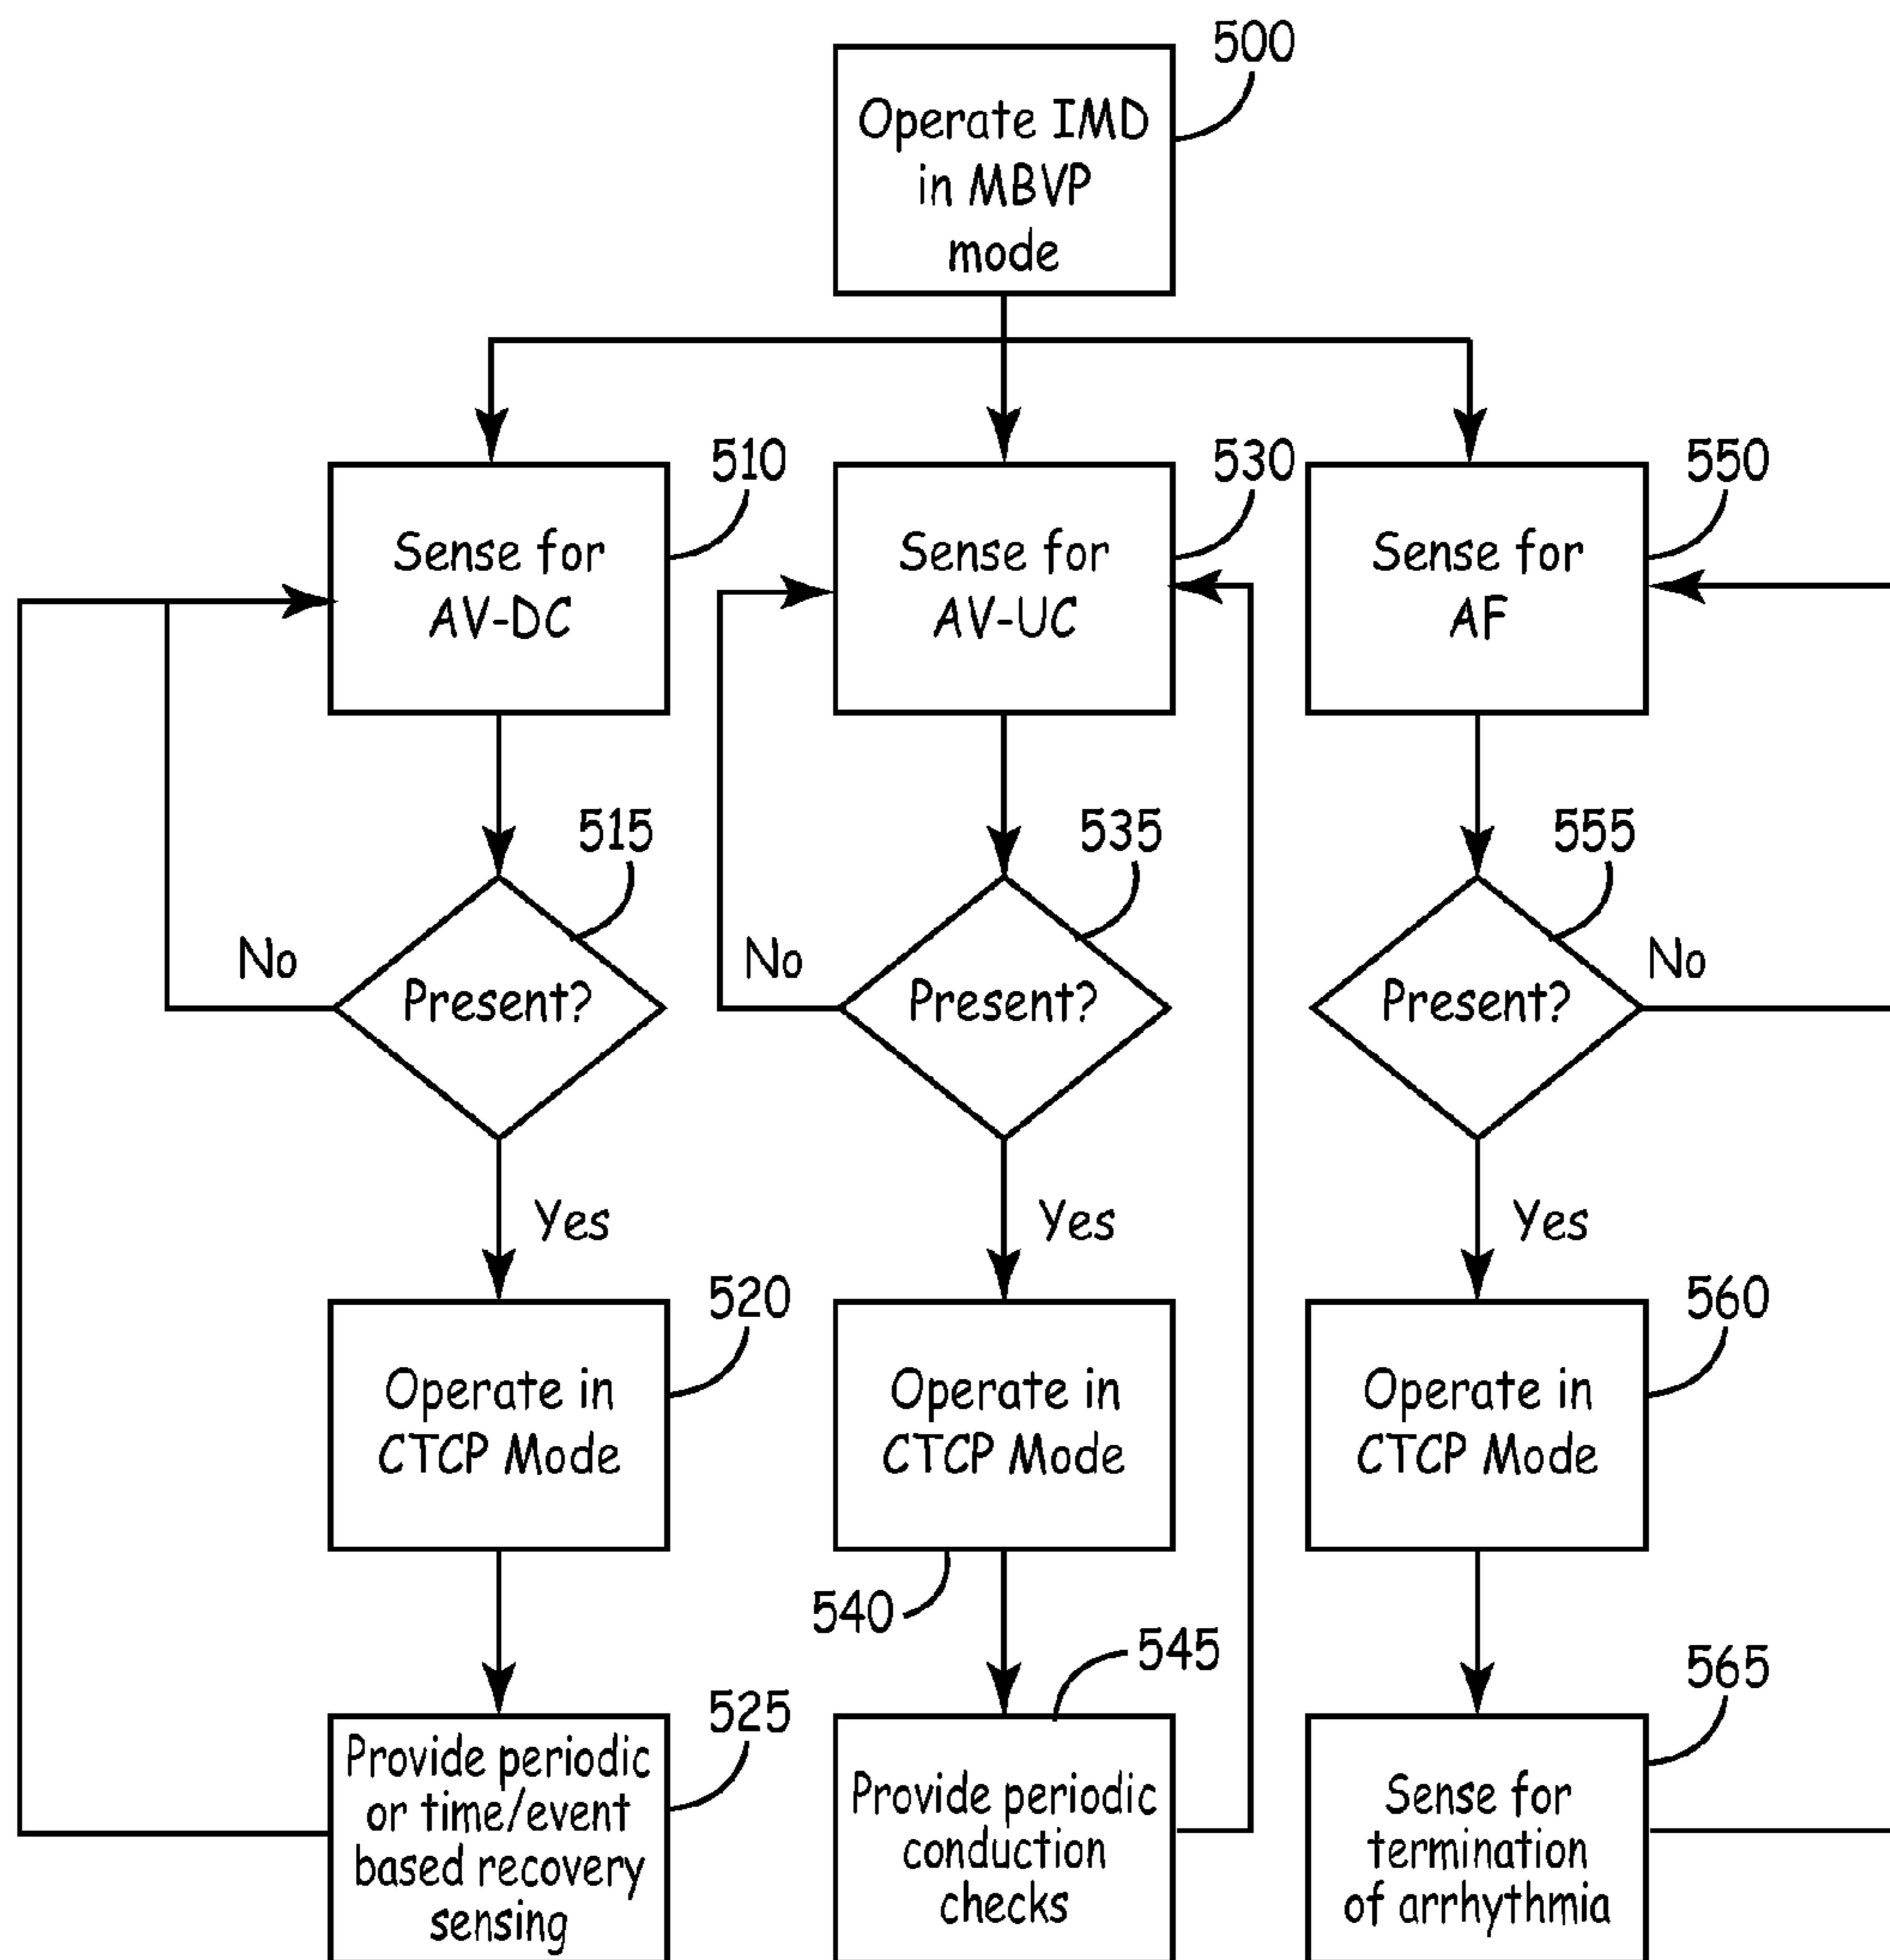 500
Operate IMD
in MBVP
mode
510
Sense for
AV-DC
530
Sense for
AV-UC
550
Sense for
AF
515
Present?
No
Yes
535
Present?
No
Yes
555
Present?
No
Yes
520
Operate in
CTCP Mode
540
Operate in
CTCP Mode
560
Operate in
CTCP Mode
525
Provide periodic
or time/event
based recovery
sensing
545
Provide periodic
conduction
checks
565
Sense for
termination
of arrhythmia